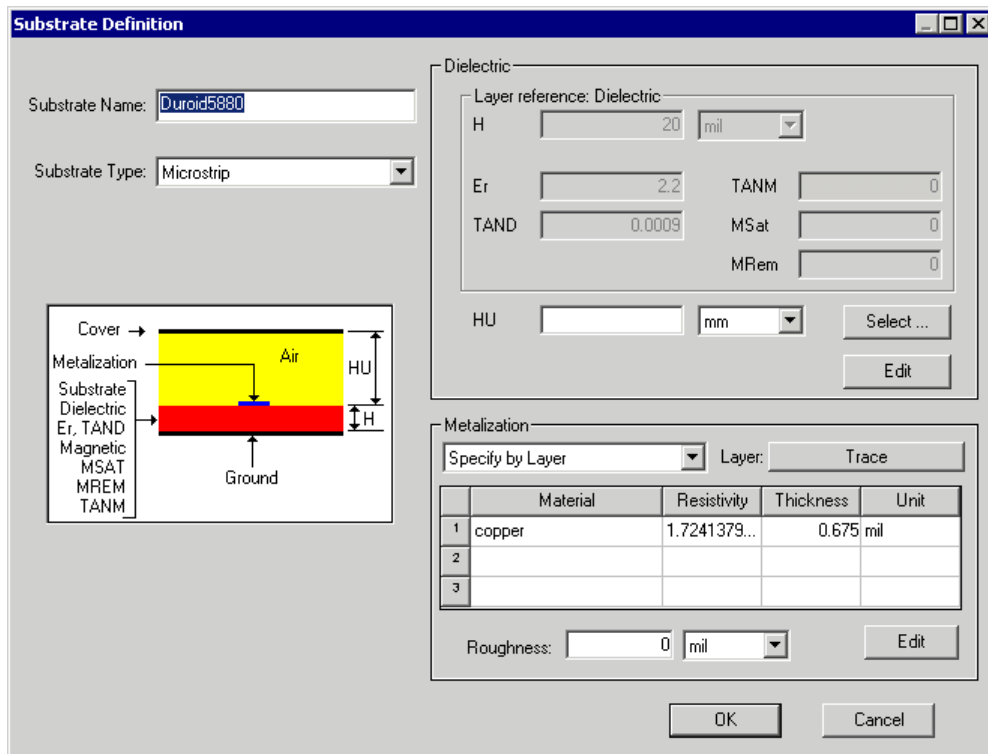 Substrate Definition
Substrate Name: Duroid5880
Substrate Type: Microstrip
Cover
Metalization
Air
HU
Substrate
Dielectric
Er, TAND
Magnetic
MSAT
MREM
TANM
H
Ground
Dielectric
Layer reference: Dielectric
H 20 mil
Er 2.2 TANM 0
TAND 0.0009 MSat 0
MRem 0
HU mm Select ...
Edit
Metalization
Specify by Layer Layer: Trace
Material Resistivity Thickness Unit
1 copper 1.7241379... 0.675 mil
2
3
Roughness: 0 mil Edit
OK Cancel